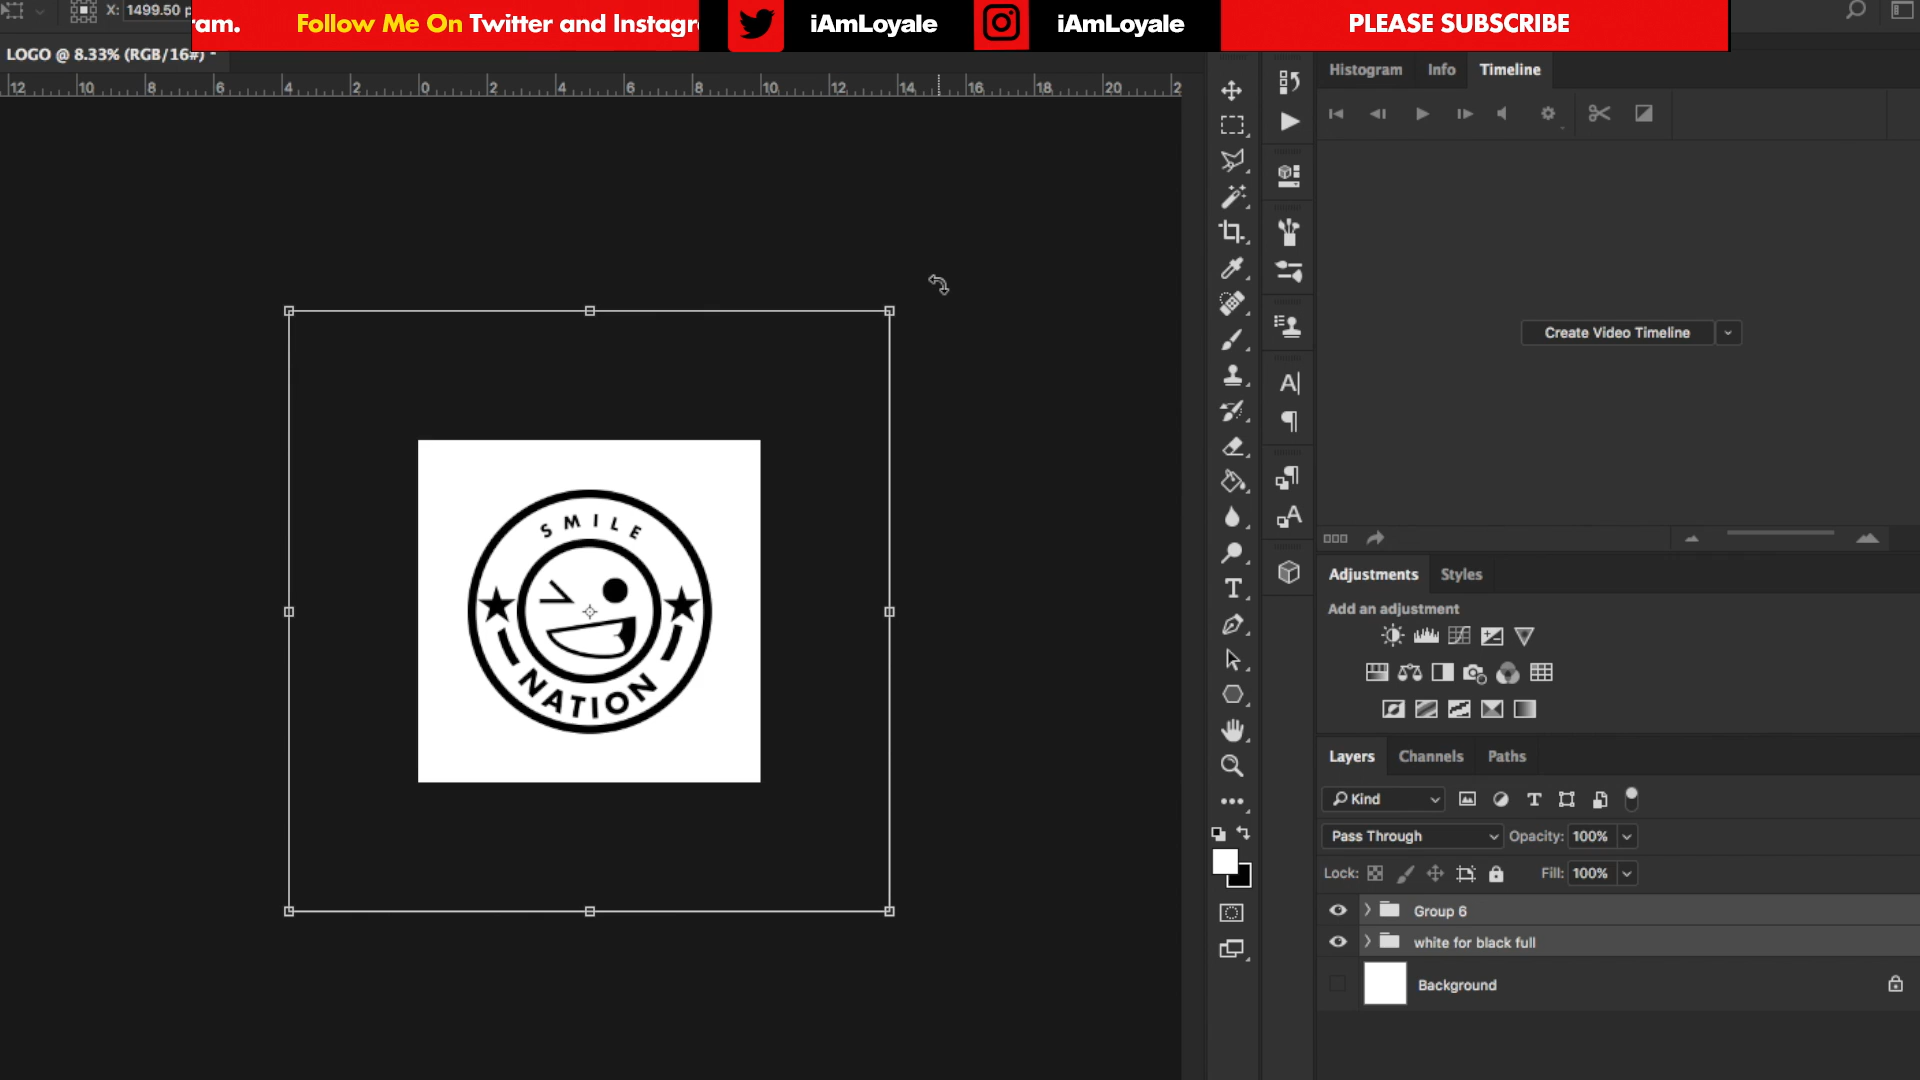 X: 1499.50 p
ram. Follow Me On Twitter and Instagr
iAmLoyale
iAmLoyale
PLEASE SUBSCRIBE
LOGO @ 8.33% (RGB/16#) *
12 10 8 6 4 2 0 2 4 6 8 10 12 14 16 18 20 2
Histogram Info Timeline
Create Video Timeline
SMILE
NATION
Adjustments Styles
Add an adjustment
Layers Channels Paths
Kind
Pass Through Opacity: 100%
Lock: Fill: 100%
Group 6
white for black full
Background